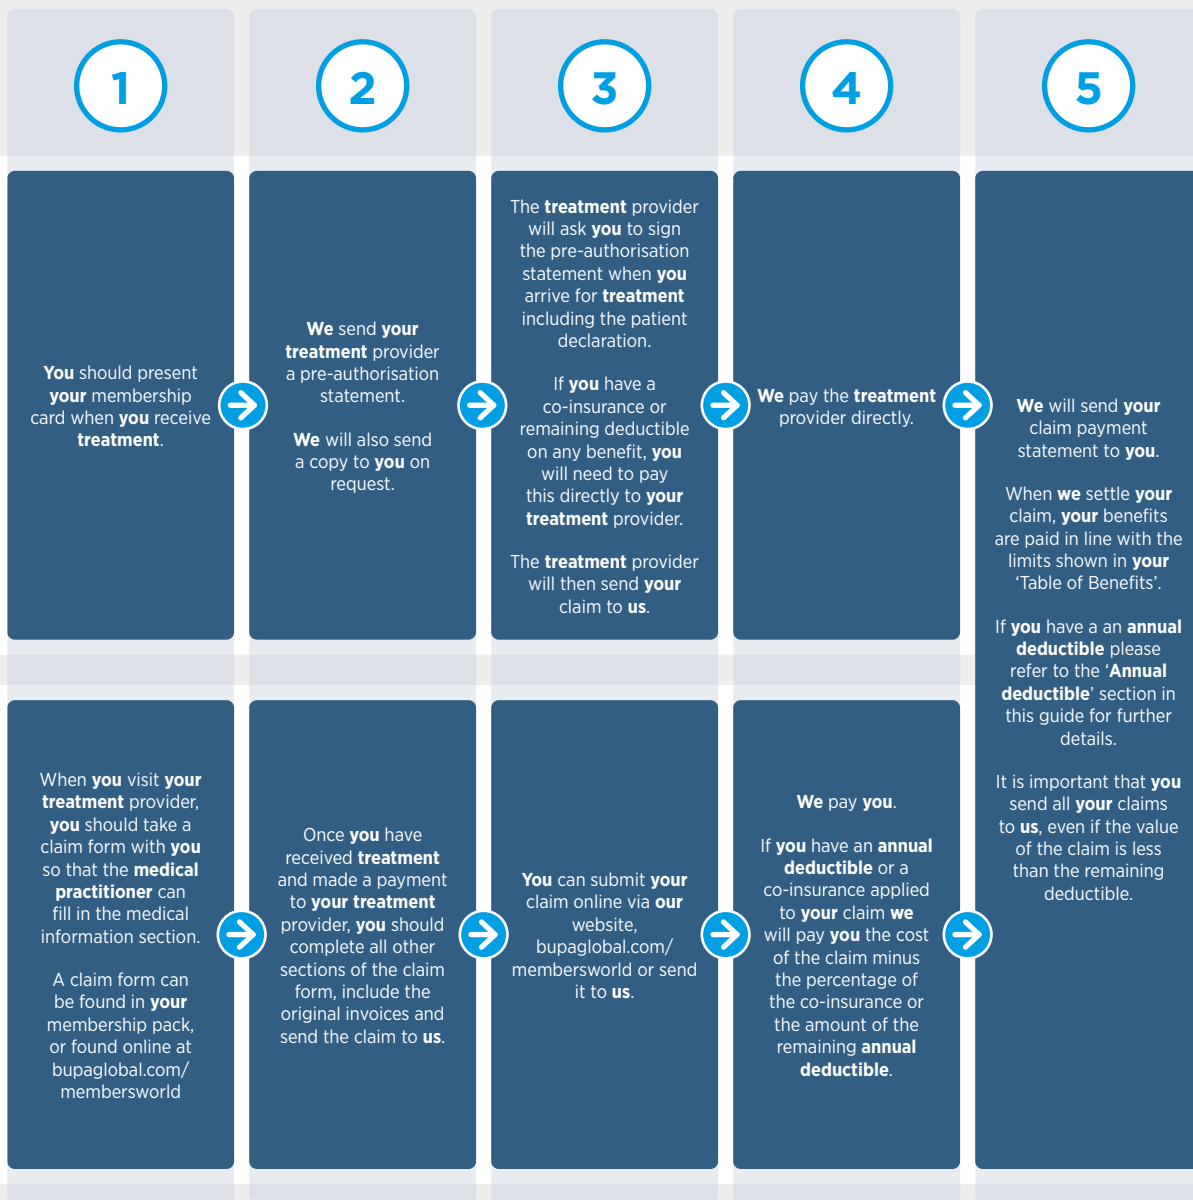 1
2
3
4
5
You should present
your membership
card when you receive
treatment.
We send your
treatment provider
a pre-authorisation
statement.
We will also send
a copy to you on
request.
The treatment provider
will ask you to sign
the pre-authorisation
statement when you
arrive for treatment
including the patient
declaration.
If you have a
co-insurance or
remaining deductible
on any benefit, you
will need to pay
this directly to your
treatment provider.
The treatment provider
will then send your
claim to us.
We pay the treatment
provider directly.
We will send your
claim payment
statement to you.
When we settle your
claim, your benefits
are paid in line with the
limits shown in your
‘Table of Benefits’.
If you have a an annual
deductible please
refer to the ‘Annual
deductible’ section in
this guide for further
details.
It is important that you
send all your claims
to us, even if the value
of the claim is less
than the remaining
deductible.
When you visit your
treatment provider,
you should take a
claim form with you
so that the medical
practitioner can
fill in the medical
information section.
A claim form can
be found in your
membership pack,
or found online at
bupaglobal.com/
membersworld
Once you have
received treatment
and made a payment
to your treatment
provider, you should
complete all other
sections of the claim
form, include the
original invoices and
send the claim to us.
You can submit your
claim online via our
website,
bupaglobal.com/
membersworld or send
it to us.
We pay you.
If you have an annual
deductible or a
co-insurance applied
to your claim we
will pay you the cost
of the claim minus
the percentage of
the co-insurance or
the amount of the
remaining annual
deductible.